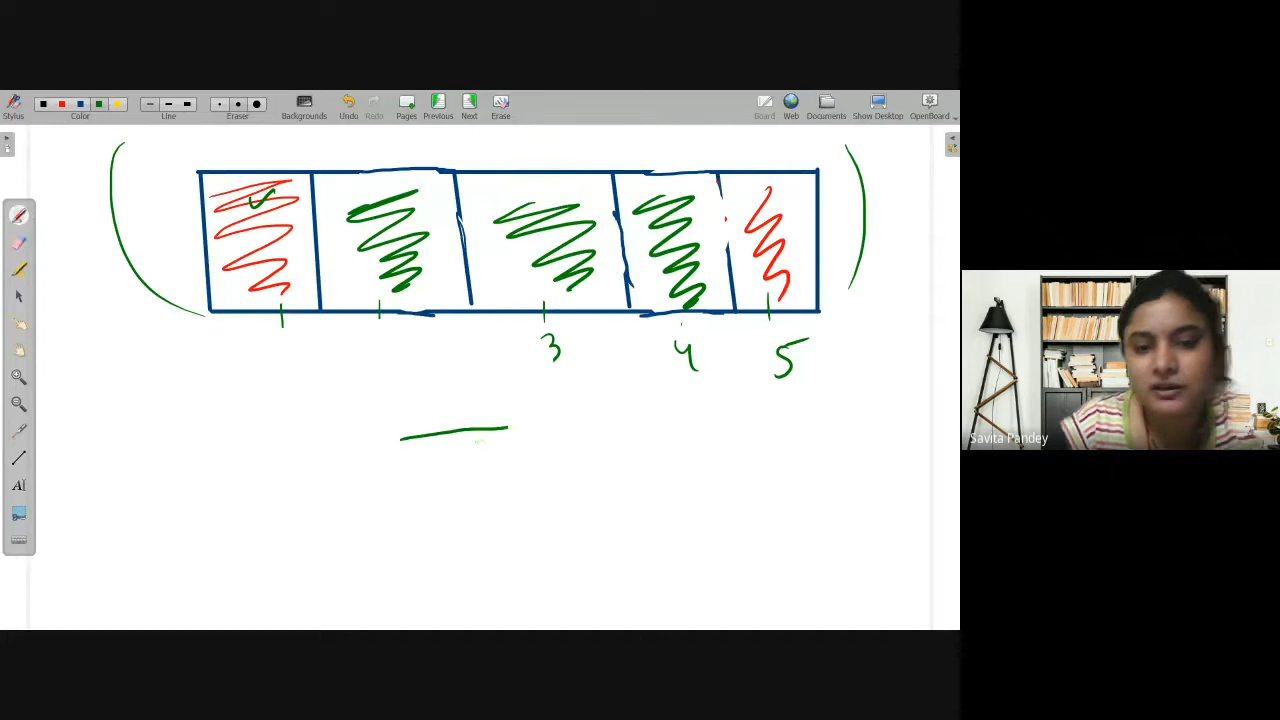 Stylus
Color
Line
Eraser
Backgrounds
Undo
Redo
Pages
Previous
Next
Erase
Board
Web
Documents
Show Desktop
OpenBoard
3 4 5
A
Savita Pandey